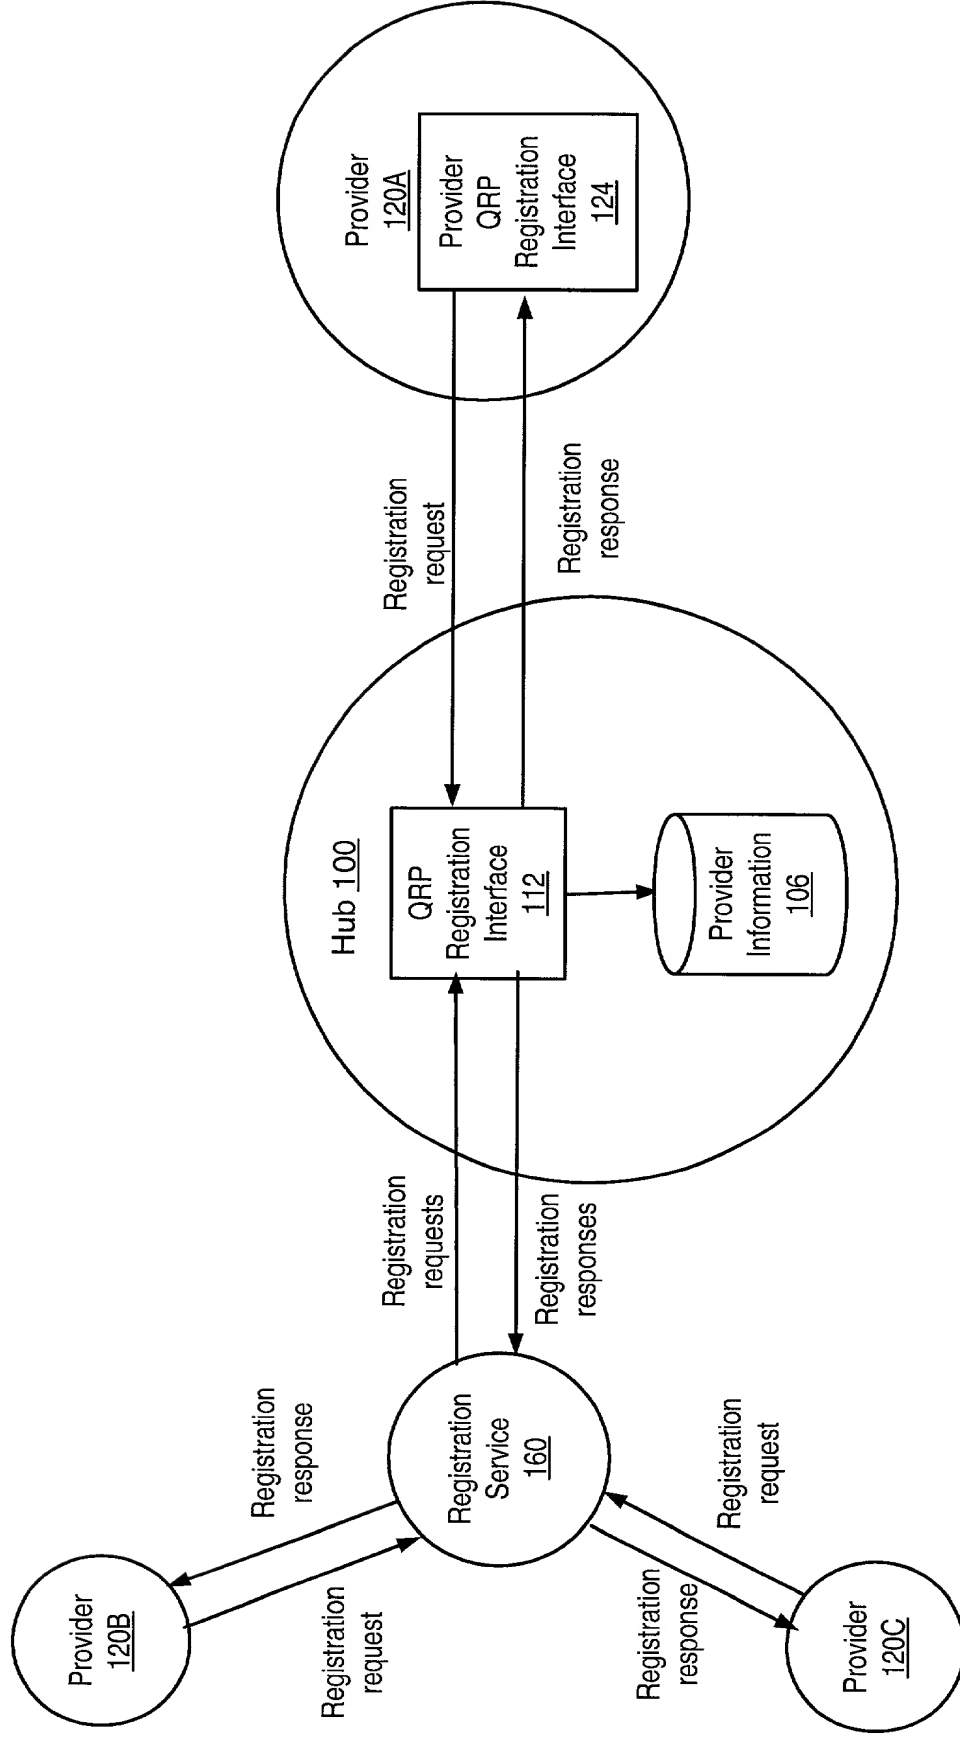 Provider
120B
Registration
response
Registration
request
Registration
Service
160
Registration
response
Registration
request
Provider
120C
Registration
requests
Registration
responses
Hub 100
QRP
Registration
Interface
112
Provider
Information
106
Registration
request
Registration
response
Provider
120A
Provider
QRP
Registration
Interface
124